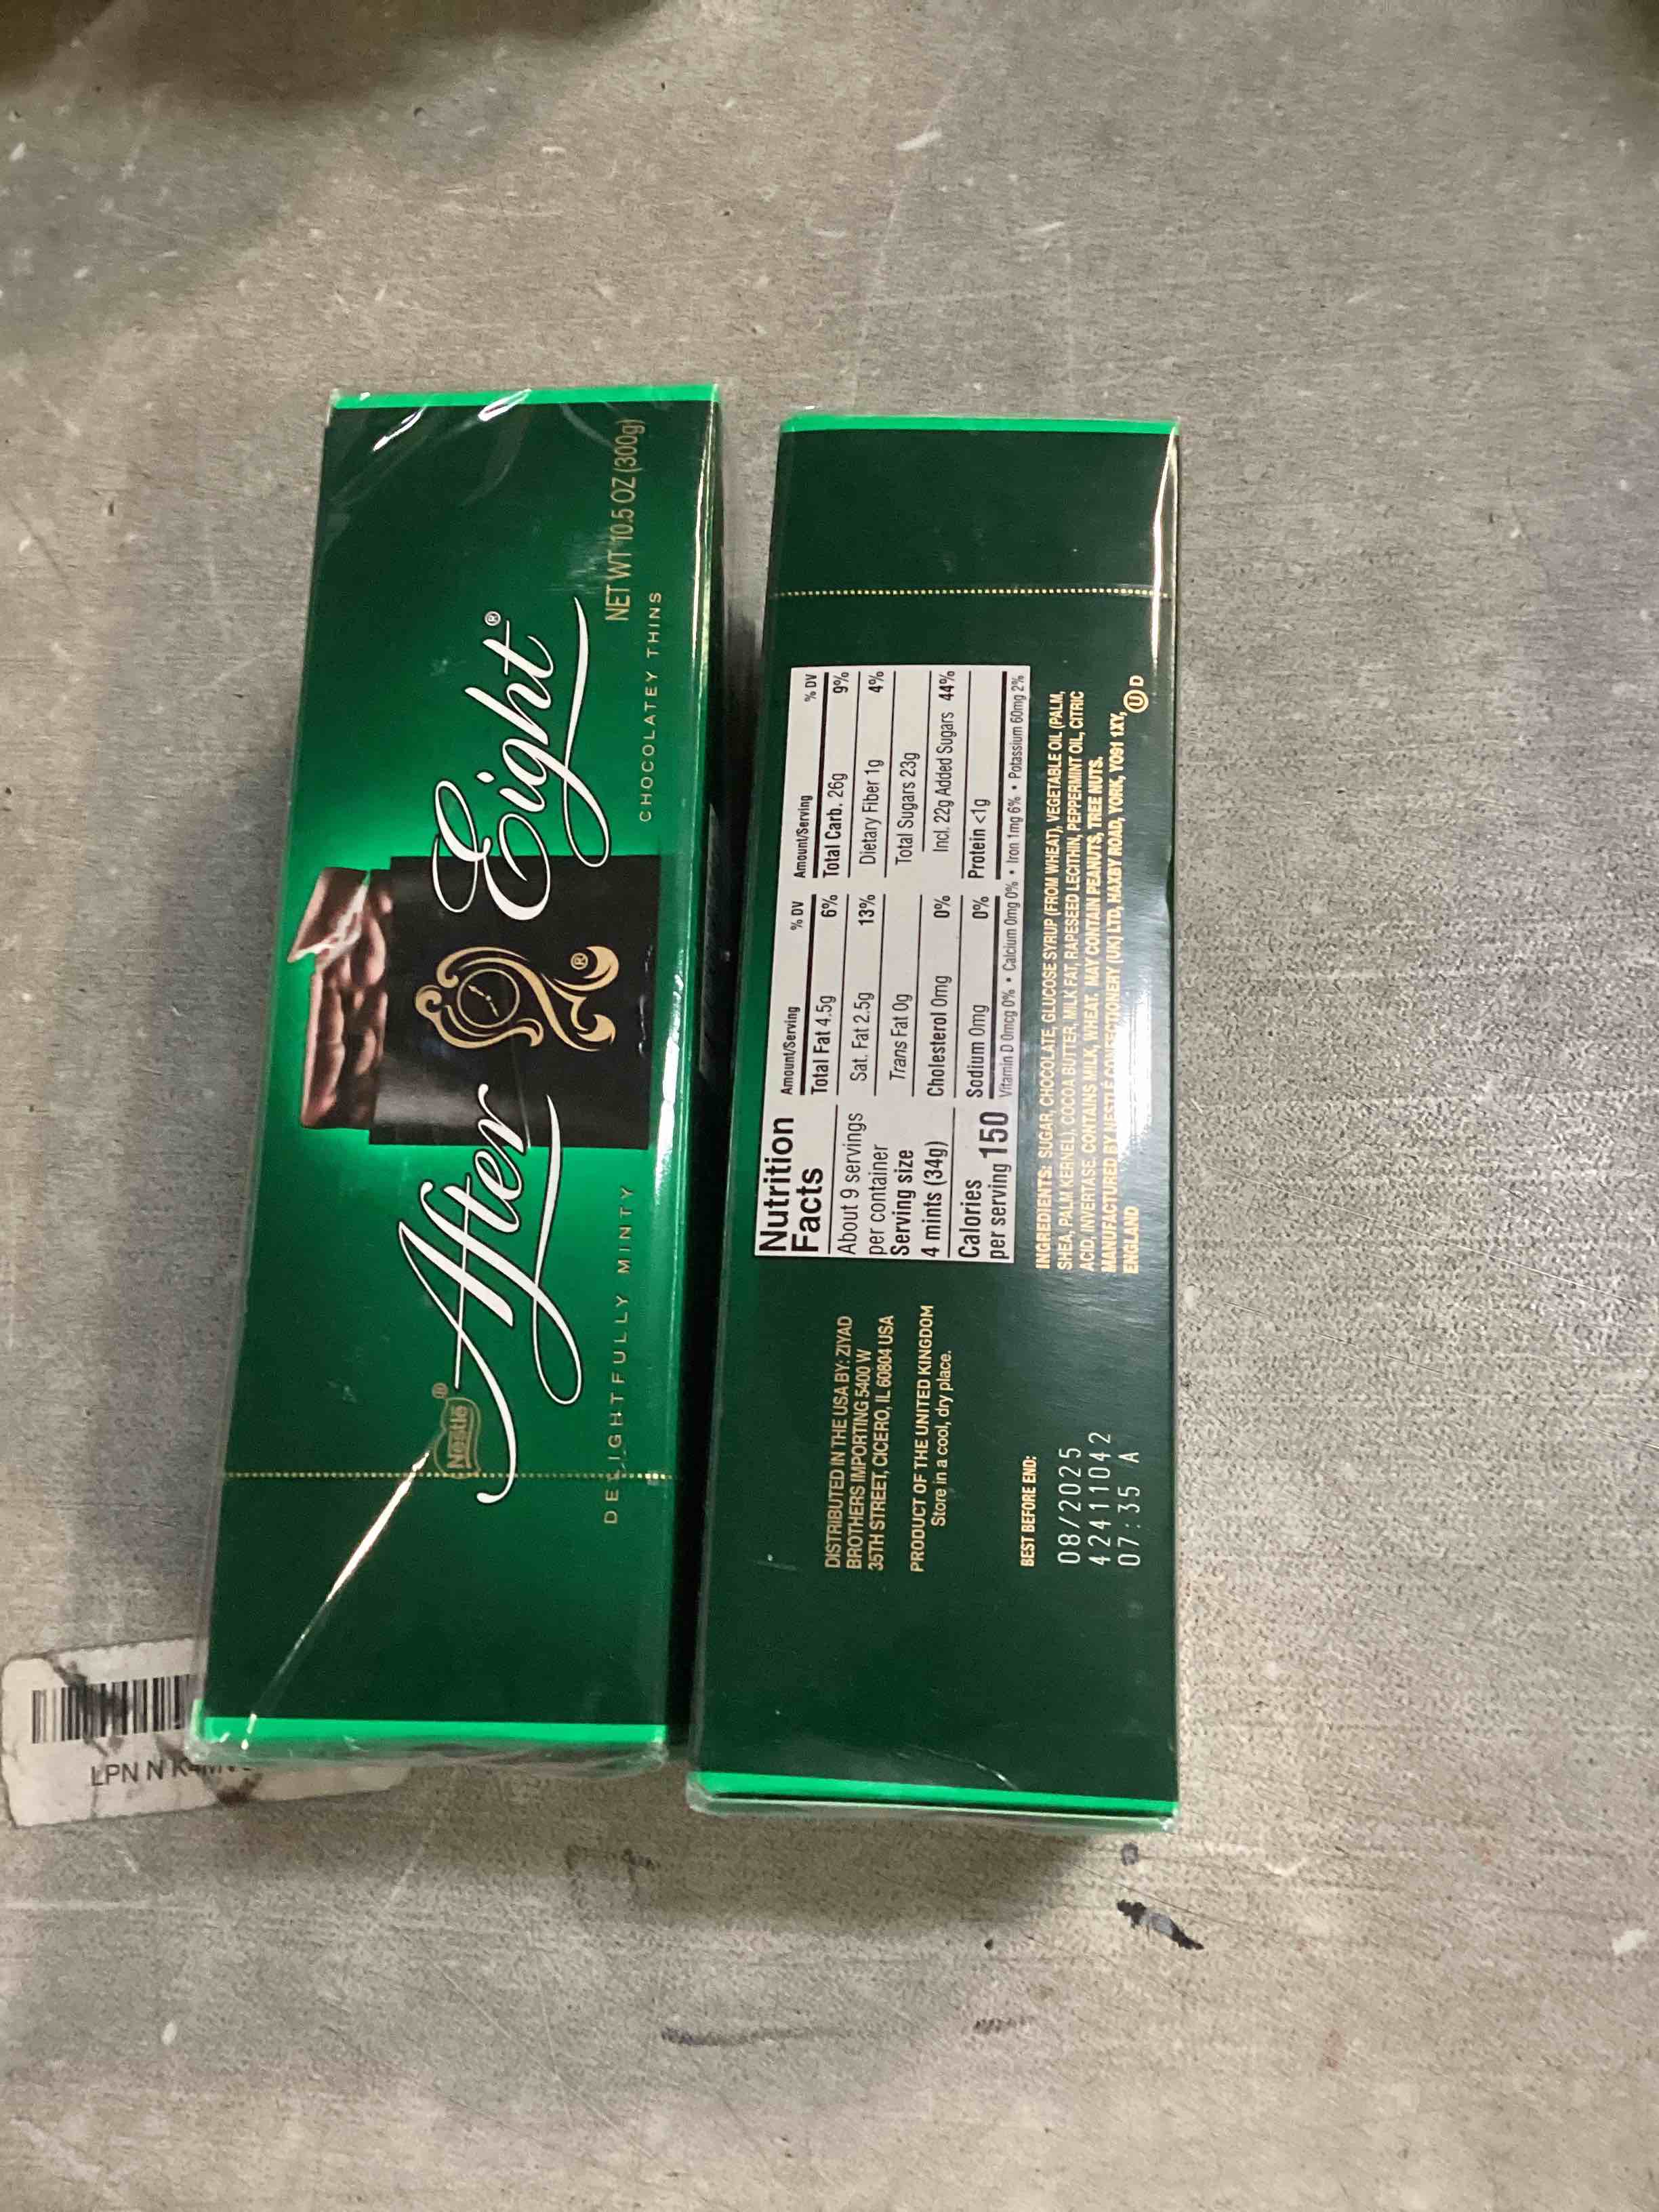 Nestlé®
After Eight®
®
NET WT 10.5 OZ (300g)
DELIGHTFULLY MINTY
CHOCOLATEY THINS
LPN N
DISTRIBUTED IN THE USA BY: ZIYAD
BROTHERS IMPORTING 5400 W
35TH STREET, CICERO, IL 60804 USA
PRODUCT OF THE UNITED KINGDOM
Store in a cool, dry place.
BEST BEFORE END:
08/2025
42411042
07:35 A
Nutrition
Facts
About 9 servings
per container
Serving size
4 mints (34g)
Calories
per serving 150
Amount/Serving % DV
Total Fat 4.5g 6%
Sat. Fat 2.5g 13%
Trans Fat 0g
Cholesterol 0mg 0%
Sodium 0mg 0%
Amount/Serving % DV
Total Carb. 26g 9%
Dietary Fiber 1g 4%
Total Sugars 23g
Incl. 22g Added Sugars 44%
Protein <1g
Vitamin D 0mcg 0% • Calcium 0mg 0% • Iron 1mg 6% • Potassium 60mg 2%
INGREDIENTS: SUGAR, CHOCOLATE, GLUCOSE SYRUP (FROM WHEAT), VEGETABLE OIL (PALM,
SHEA, PALM KERNEL), COCOA BUTTER, MILK FAT, RAPESEED LECITHIN, PEPPERMINT OIL, CITRIC
ACID, INVERTASE. CONTAINS MILK, WHEAT. MAY CONTAIN PEANUTS, TREE NUTS.
MANUFACTURED BY NESTLÉ CONFECTIONERY (UK) LTD, HAXBY ROAD, YORK, YO91 1XY,
ENGLAND
U D